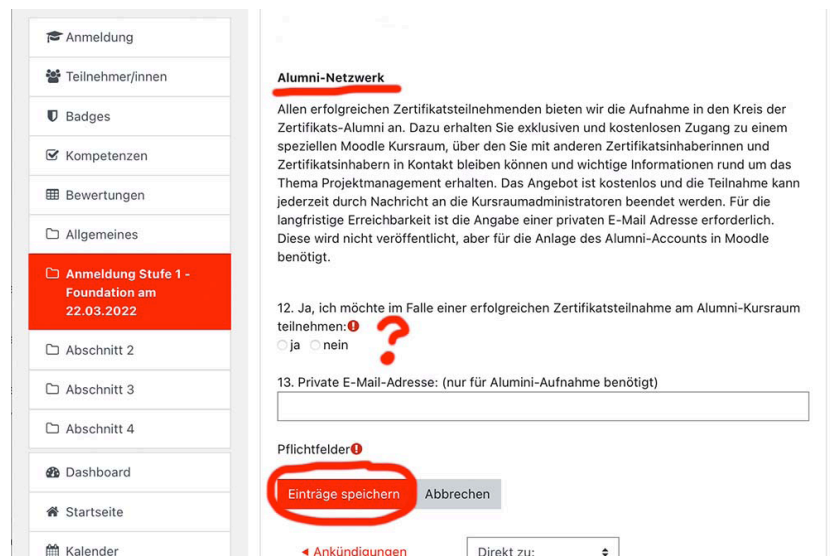 Anmeldung
Teilnehmer/innen
Badges
Kompetenzen
Bewertungen
Allgemeines
Anmeldung Stufe 1 -
Foundation am
22.03.2022
Abschnitt 2
Abschnitt 3
Abschnitt 4
Dashboard
Startseite
Kalender
Alumni-Netzwerk
Allen erfolgreichen Zertifikatsteilnehmenden bieten wir die Aufnahme in den Kreis der
Zertifikats-Alumni an. Dazu erhalten Sie exklusiven und kostenlosen Zugang zu einem
speziellen Moodle Kursraum, über den Sie mit anderen Zertifikatsinhaberinnen und
Zertifikatsinhabern in Kontakt bleiben können und wichtige Informationen rund um das
Thema Projektmanagement erhalten. Das Angebot ist kostenlos und die Teilnahme kann
jederzeit durch Nachricht an die Kursraumadministratoren beendet werden. Für die
langfristige Erreichbarkeit ist die Angabe einer privaten E-Mail Adresse erforderlich.
Diese wird nicht veröffentlicht, aber für die Anlage des Alumni-Accounts in Moodle
benötigt.
12. Ja, ich möchte im Falle einer erfolgreichen Zertifikatsteilnahme am Alumni-Kursraum
teilnehmen:
ja nein ?
13. Private E-Mail-Adresse: (nur für Alumini-Aufnahme benötigt)
Pflichtfelder
Einträge speichern Abbrechen
◄ Ankündigungen Direkt zu: